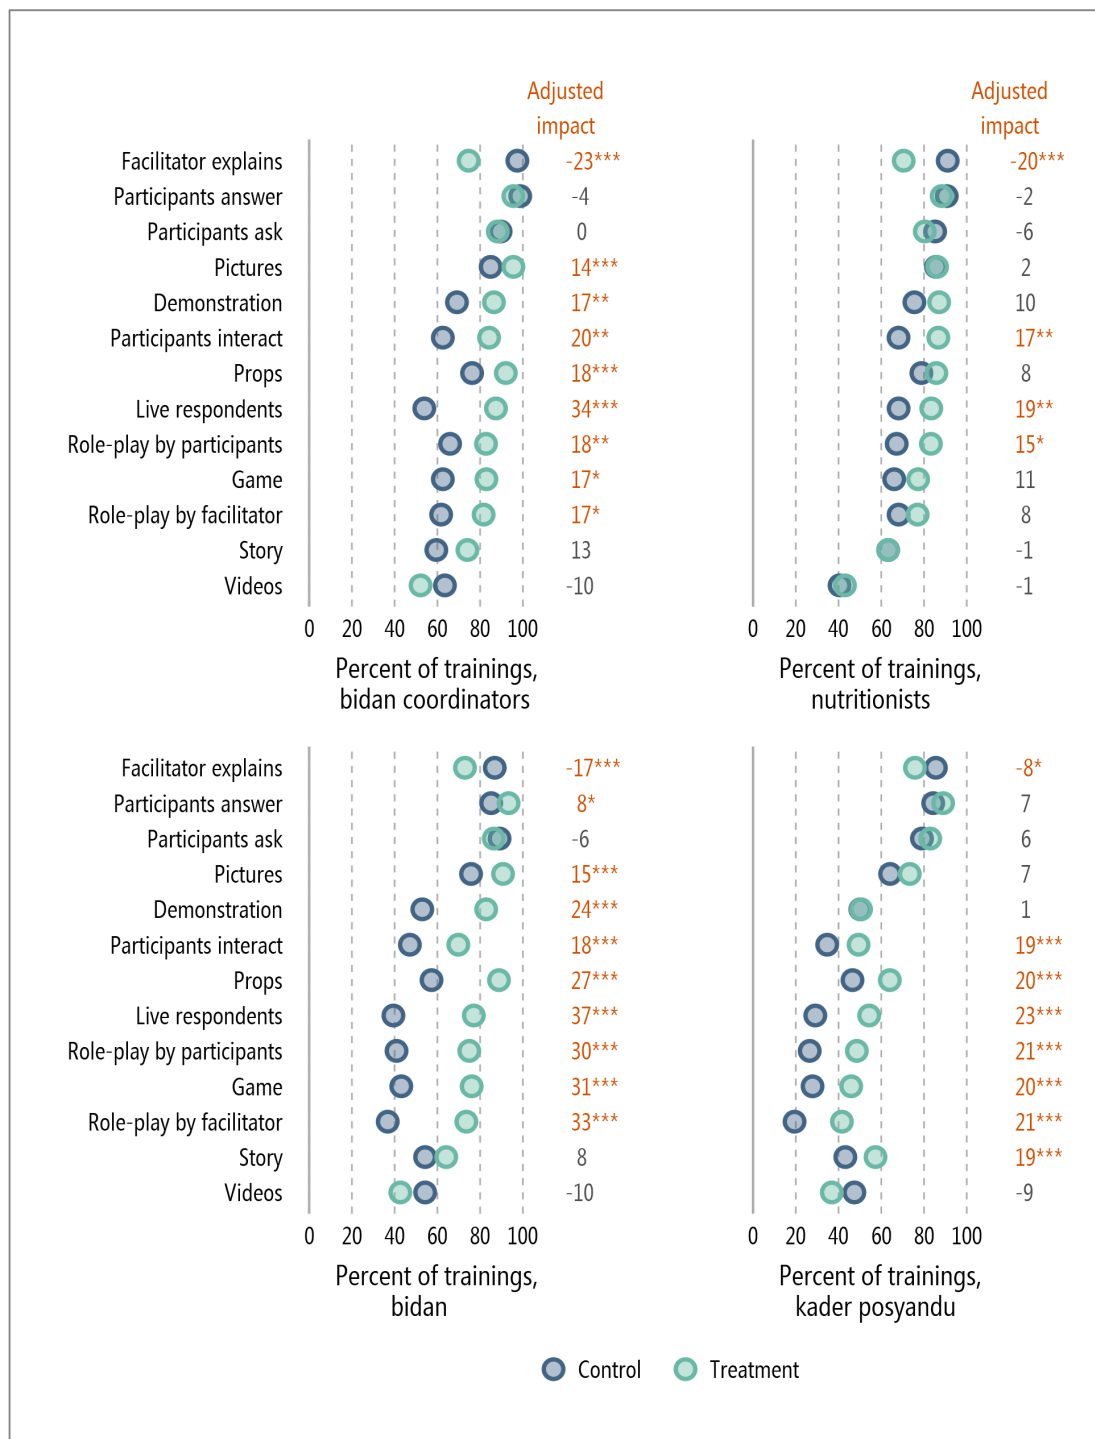 Adjusted impact Adjusted impact
Facilitator explains -23*** -20***
Participants answer -4 -2
Participants ask 0 -6
Pictures 14*** 2
Demonstration 17** 10
Participants interact 20** 17**
Props 18*** 8
Live respondents 34*** 19**
Role-play by participants 18** 15*
Game 17* 11
Role-play by facilitator 17* 8
Story 13 -1
Videos -10 -1
0 20 40 60 80 100 0 20 40 60 80 100
Percent of trainings, Percent of trainings,
bidan coordinators nutritionists
Facilitator explains -17*** -8*
Participants answer 8* 7
Participants ask -6 6
Pictures 15*** 7
Demonstration 24*** 1
Participants interact 18*** 19***
Props 27*** 20***
Live respondents 37*** 23***
Role-play by participants 30*** 21***
Game 31*** 20***
Role-play by facilitator 33*** 21***
Story 8 19***
Videos -10 -9
0 20 40 60 80 100 0 20 40 60 80 100
Percent of trainings, Percent of trainings,
bidan kader posyandu
Control Treatment